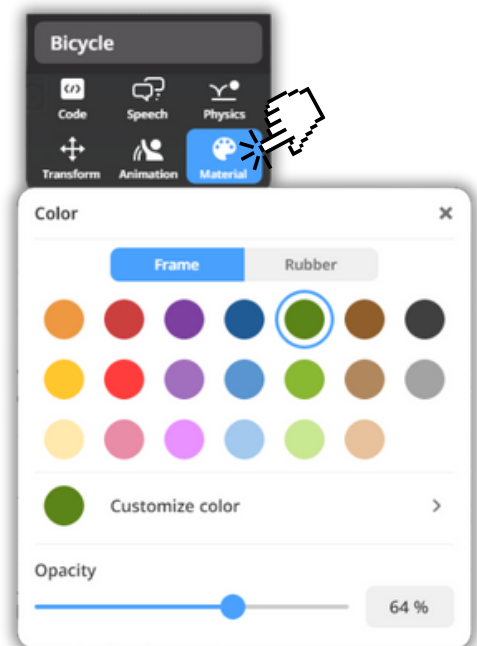 Bicycle
Code Speech Physics
Transform Animation Material
Color
Frame Rubber
Customize color
Opacity
64 %